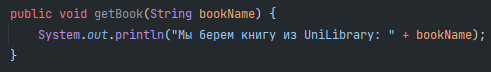 public void getBook(String bookName) {
    System.out.println("Мы берем книгу из UniLibrary: " + bookName);
}